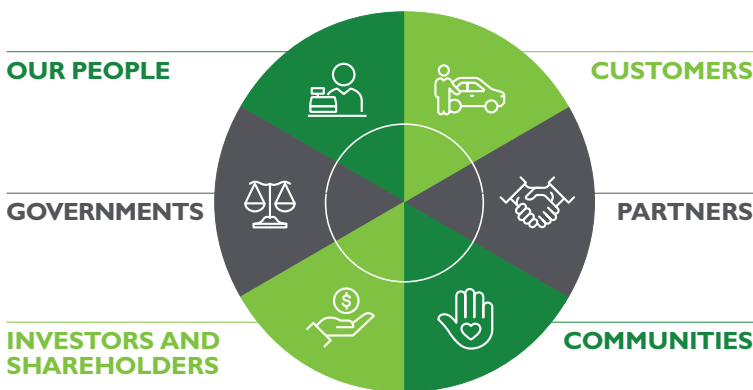 OUR PEOPLE
CUSTOMERS
GOVERNMENTS
PARTNERS
$
INVESTORS AND
SHAREHOLDERS
COMMUNITIES